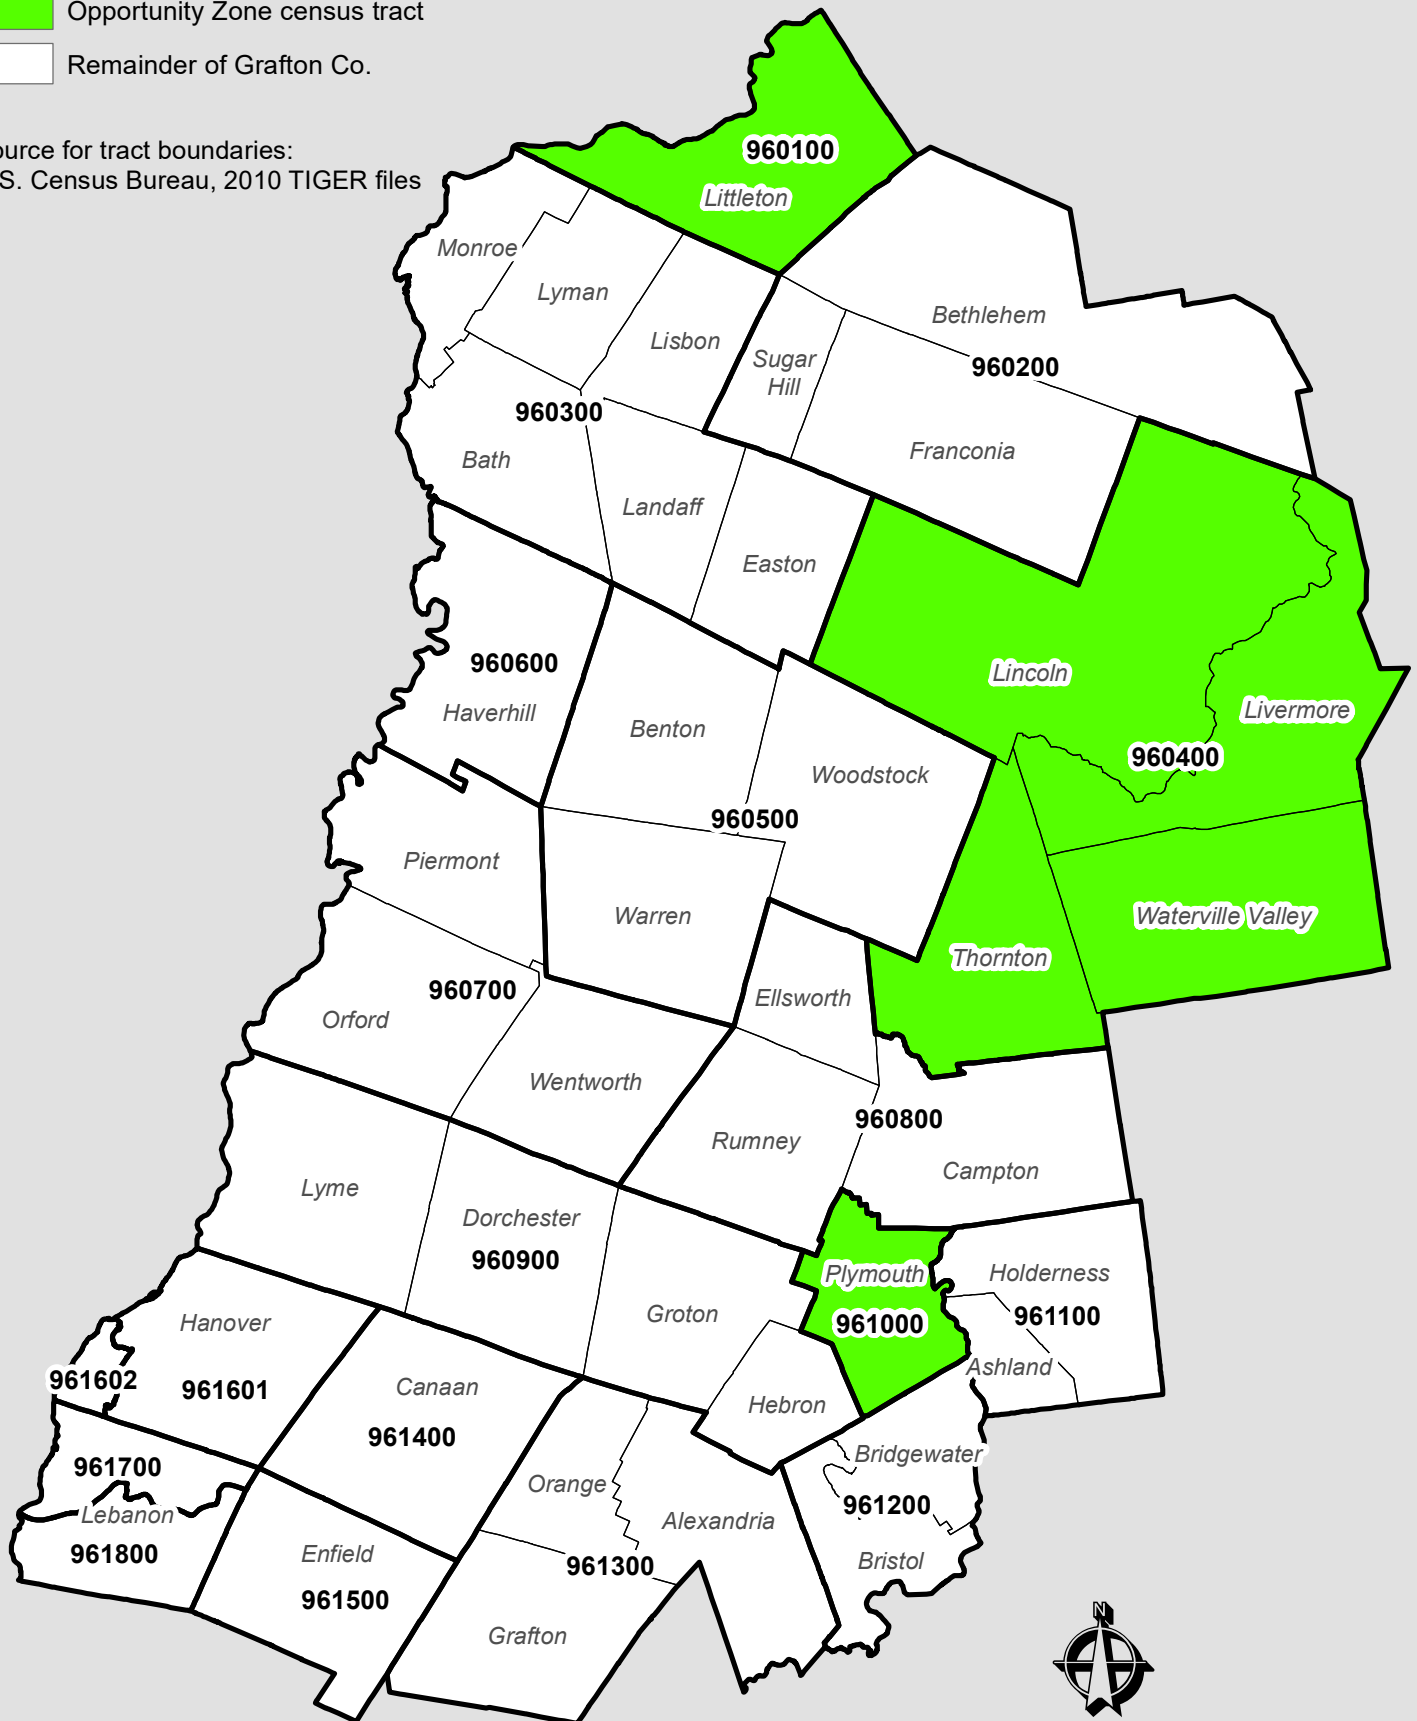 Opportunity Zone census tract
Remainder of Grafton Co.
ource for tract boundaries:
S. Census Bureau, 2010 TIGER files
960100
Littleton
Monroe
Lyman
Lisbon
Sugar
Hill
Bethlehem
960200
960300
Bath
Franconia
Landaff
Easton
960600
Haverhill
Lincoln
Livermore
Benton
Woodstock
960400
960500
Piermont
Warren
Waterville Valley
Thornton
960700
Orford
Ellsworth
Wentworth
960800
Rumney
Campton
Lyme
Dorchester
960900
Plymouth
961000
Holderness
961100
Hanover
Groton
Ashland
961602
961601
Canaan
961400
Hebron
961700
Lebanon
961800
Orange
Bridgewater
961200
Alexandria
Enfield
961500
961300
Bristol
Grafton
N